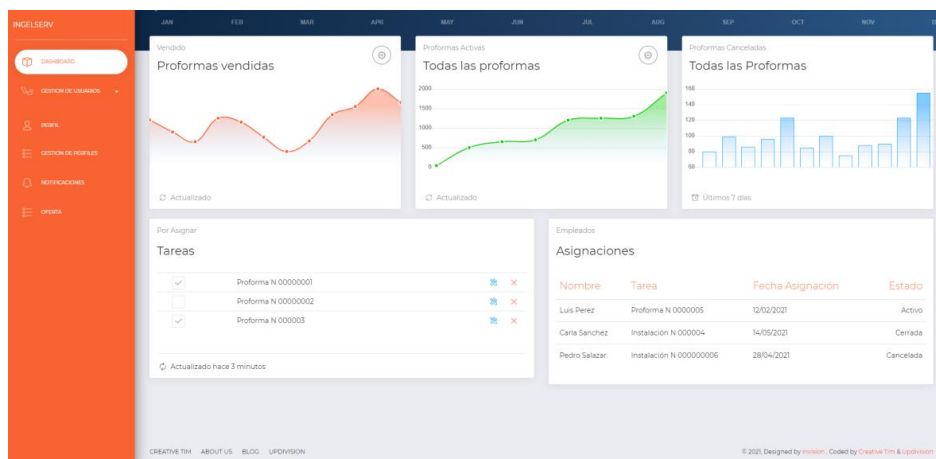 INGELSERV
DASHBOARD
GESTION DE USUARIOS
PERFIL
GESTION DE PERFILES
NOTIFICACIONES
OFERTA
JAN FEB MAR APR MAY JUN JUL AUG SEP OCT NOV
Vendido
Proformas vendidas
Actualizado
Proformas Activas
Todas las proformas
2000
1500
1000
500
0
Actualizado
Proformas Canceladas
Todas las Proformas
160
140
120
100
80
60
Últimos 7 dias
Por Asignar
Tareas
Proforma N 00000001
Proforma N 00000002
Proforma N 000003
Actualizado hace 3 minutos
Empleados
Asignaciones
Nombre Tarea Fecha Asignación Estado
Luis Perez Proforma N 0000005 12/02/2021 Activo
Carla Sanchez Instalación N 000004 14/05/2021 Cerrada
Pedro Salazar Instalación N 000000006 28/04/2021 Cancelada
CREATIVE TIM ABOUT US BLOG UPDIVISION
© 2021, Designed by Invision . Coded by Creative Tim & Updivision